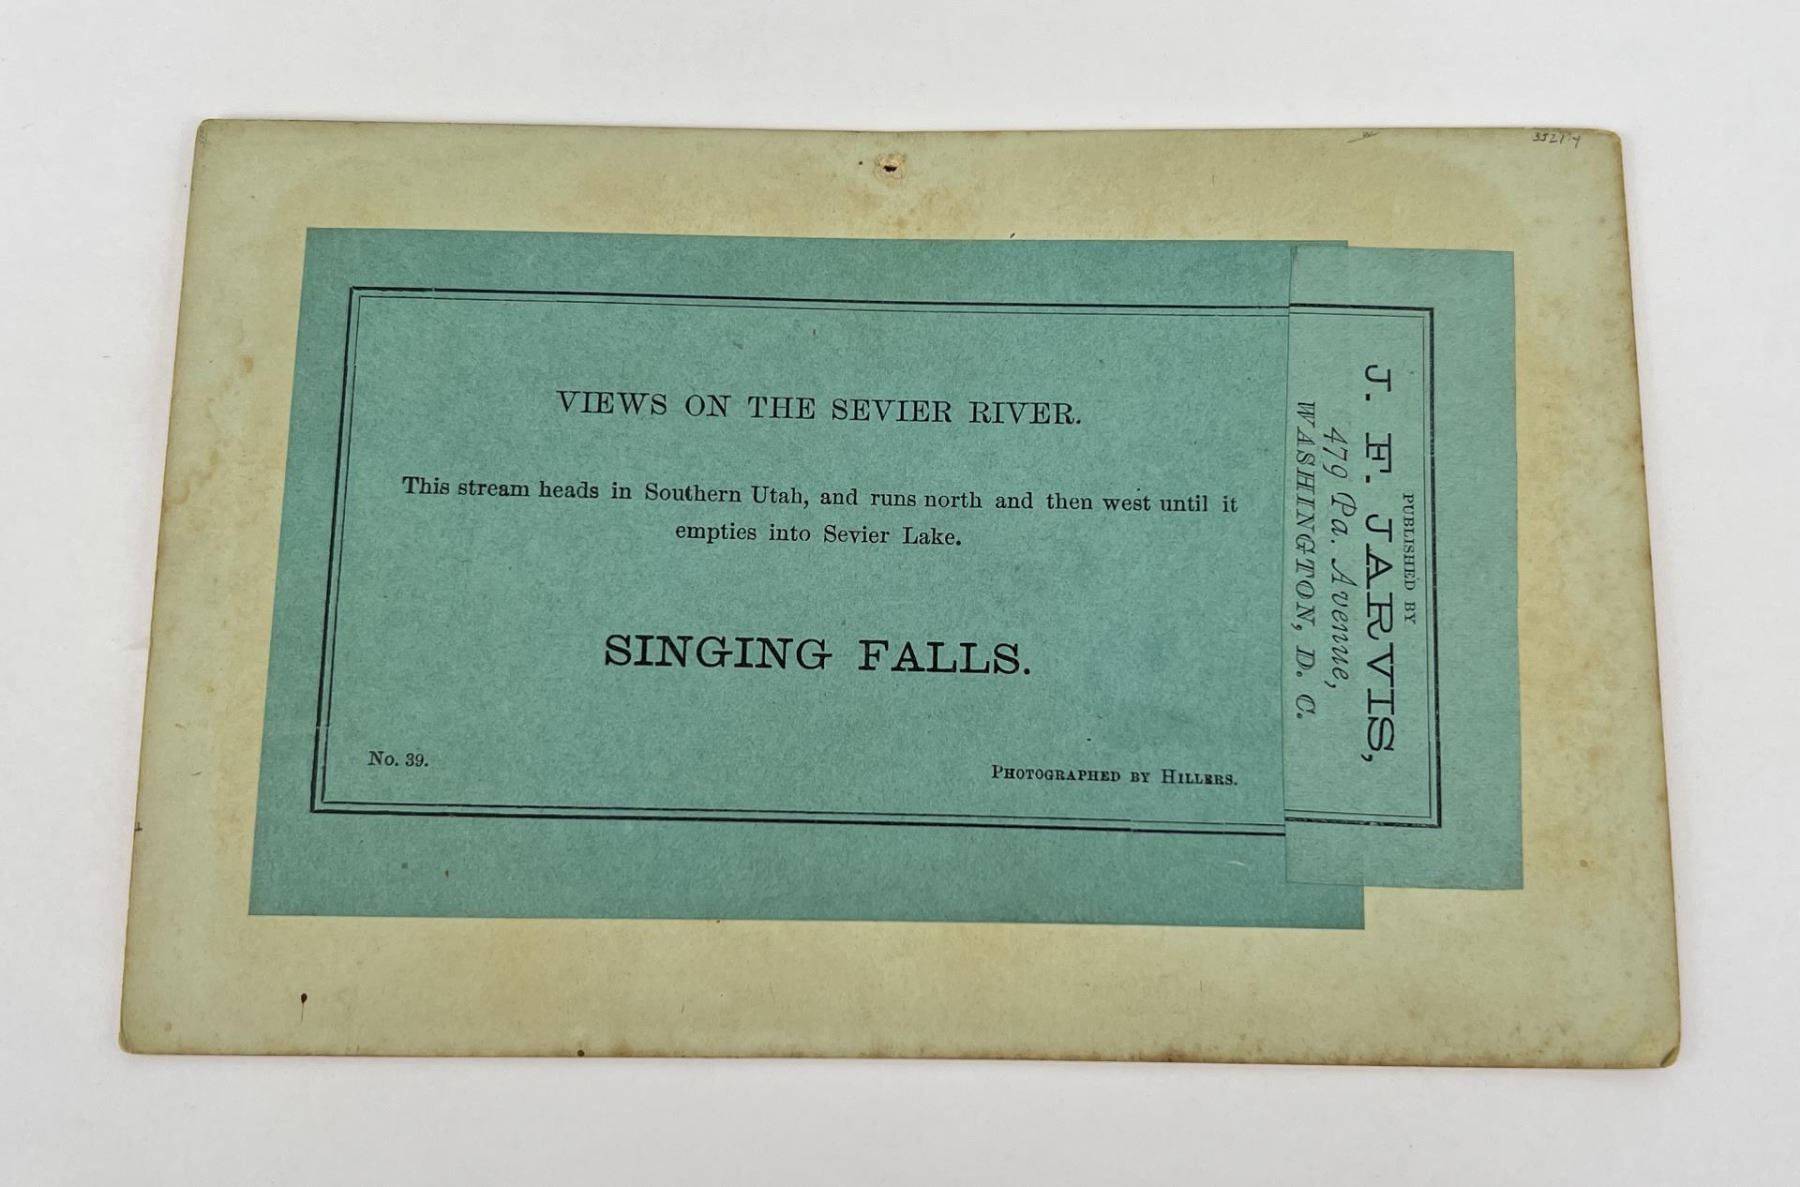 VIEWS ON THE SEVIER RIVER.
This stream heads in Southern Utah, and runs north and then west until it
empties into Sevier Lake.
SINGING FALLS.
No. 39.
PHOTOGRAPHED BY HILLERS.
PUBLISHED BY
J. F. JARVIS,
479 Pa. Avenue,
WASHINGTON, D. C.